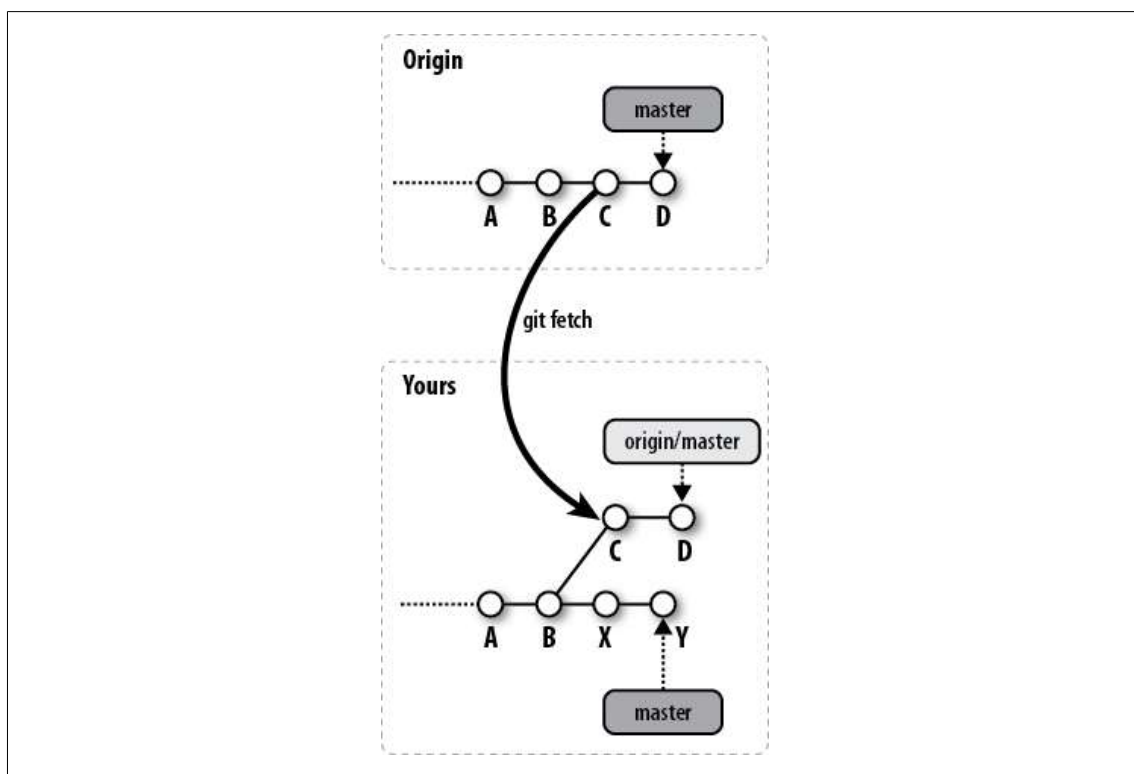 Origin
master
A B C D
git fetch
Yours
origin/master
C D
A B X Y
master